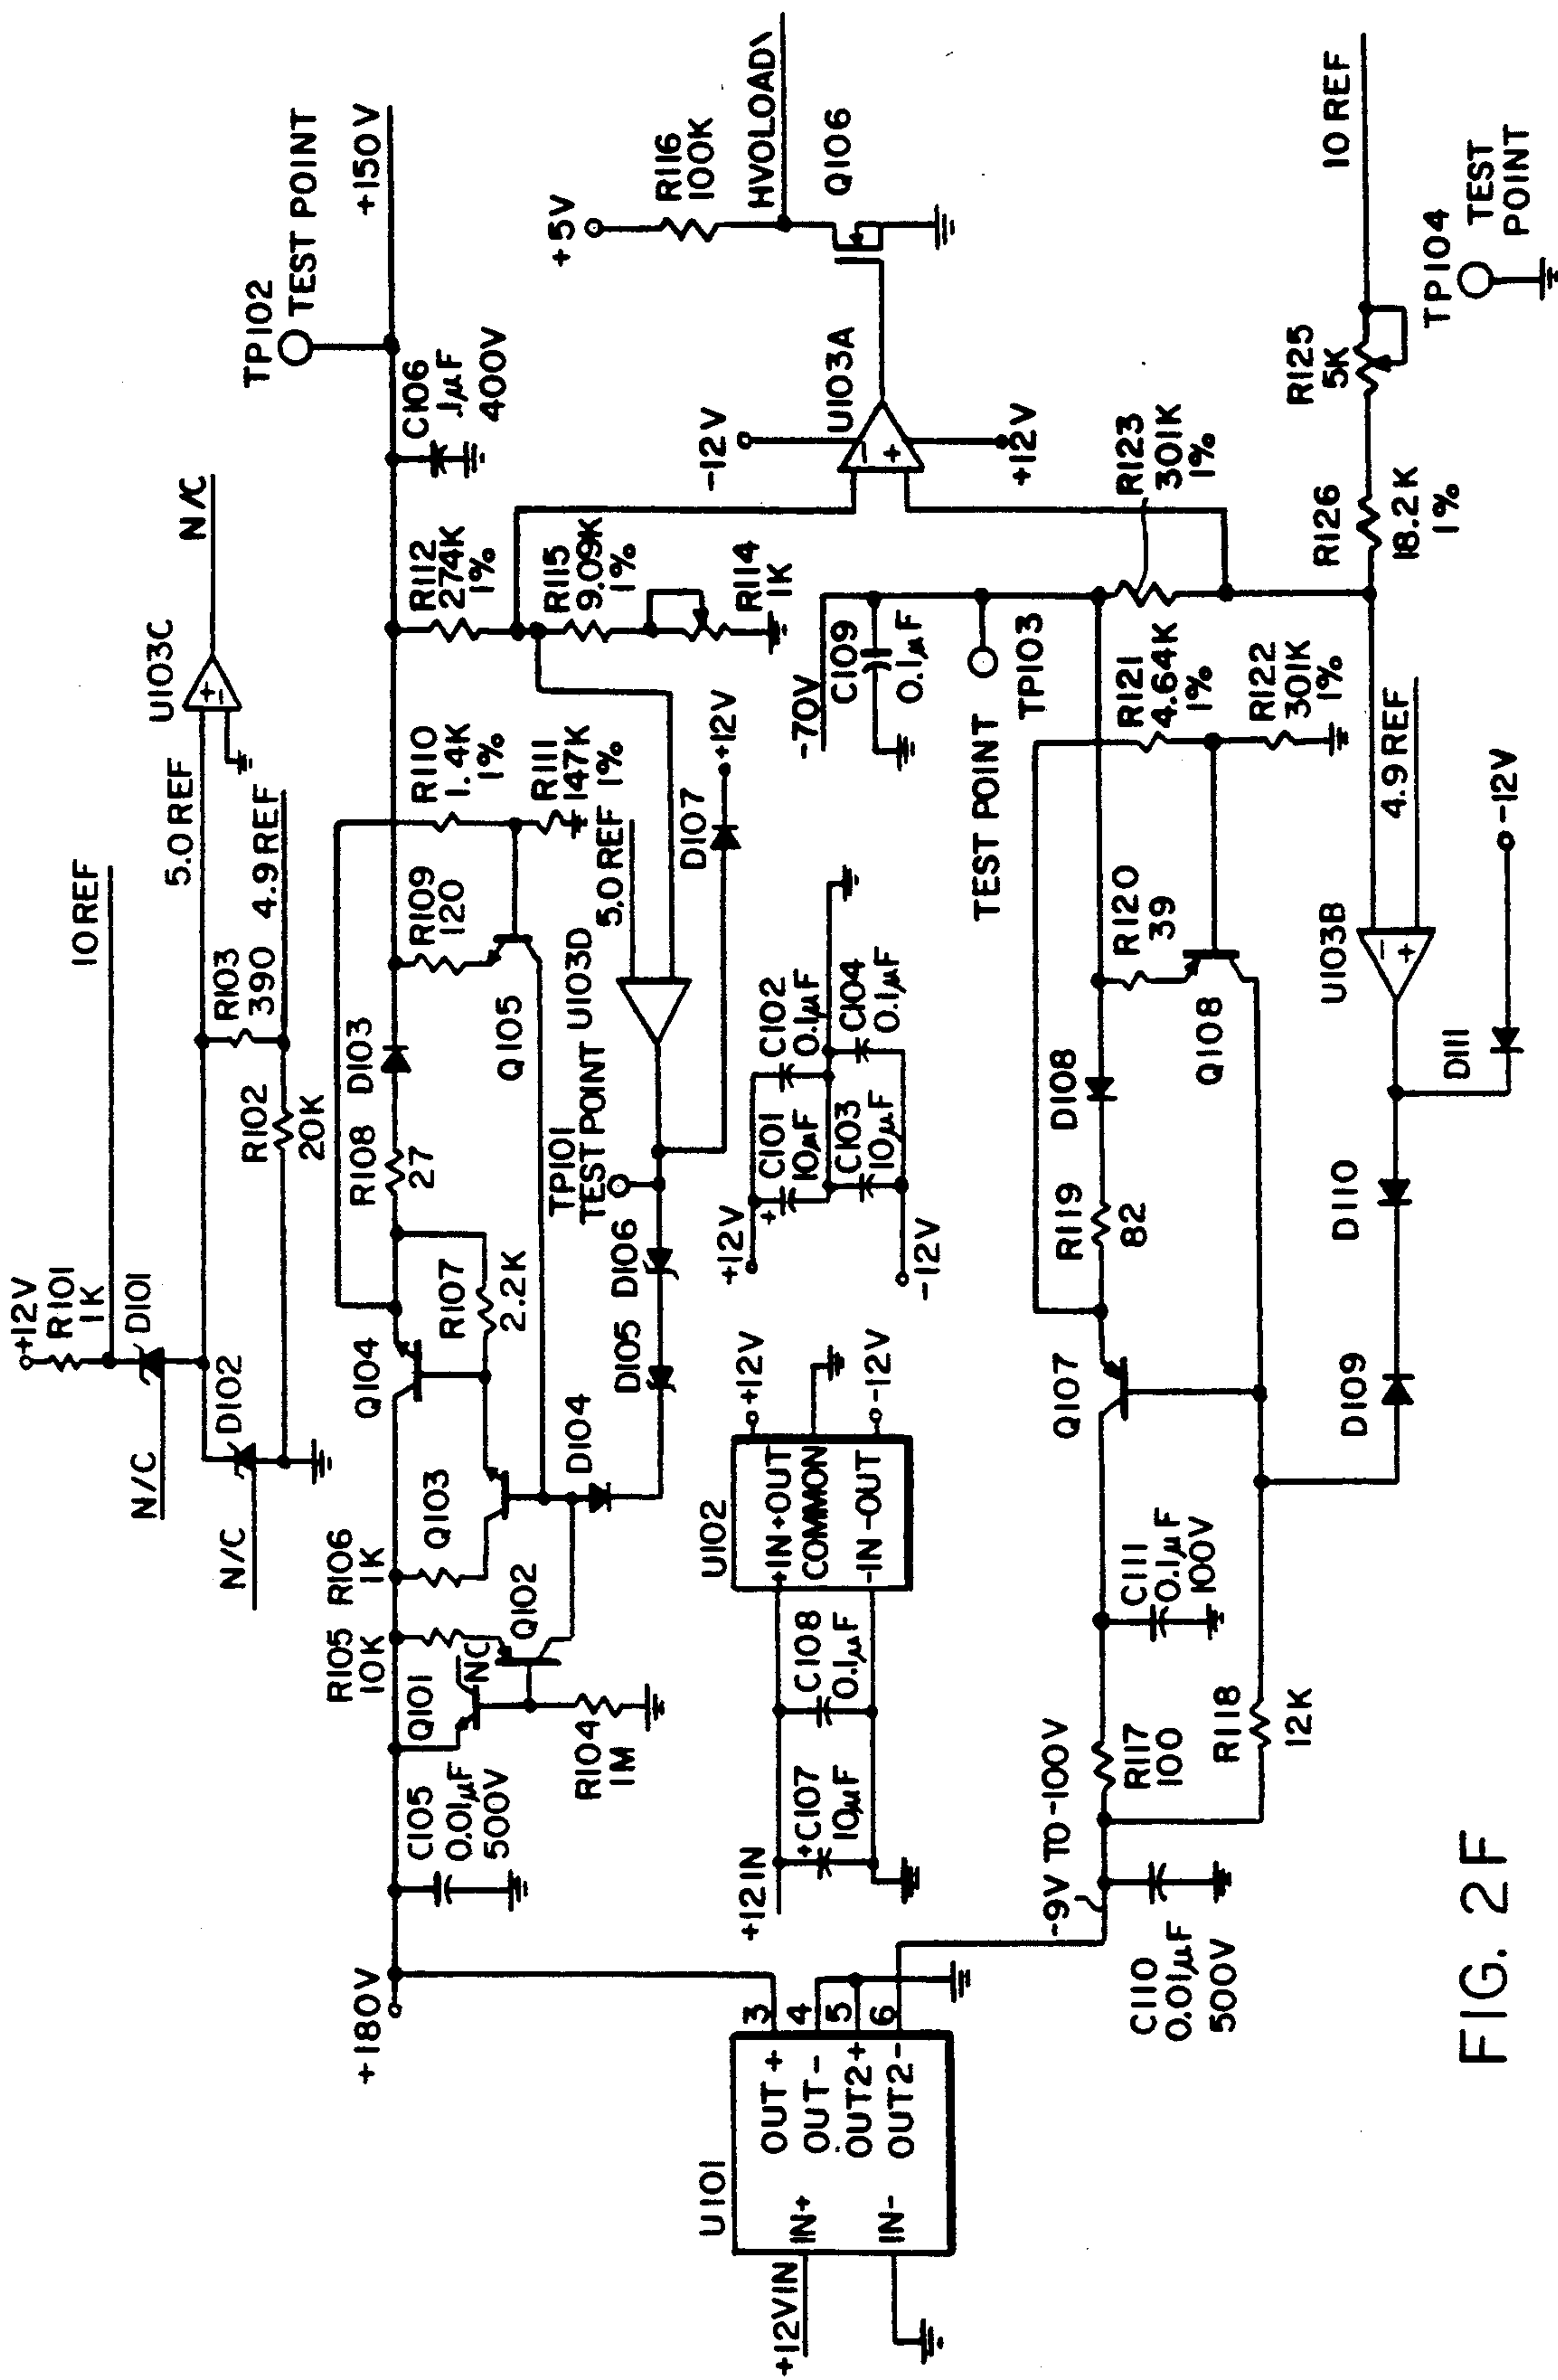 +12V
R101
1K
D101
10 REF
N/C
D102
N/C
5.0 REF
R103
390
4.9 REF
R102
20K
U103C
+
−
N/C
+180V
C105
0.01µF
500V
Q101
NC
R105
10K
R106
1K
Q102
R104
1M
Q103
Q104
R107
2.2K
R108
27
D103
R109
120
Q105
R110
1.4K
1%
R111
147K
1%
R112
274K
1%
R115
9.09K
1%
R114
1K
C106
.1µF
400V
TP102
TEST POINT
+150V
D104
D105
D106
TP101
TEST POINT
U103D
5.0 REF
D107
+12V
+5V
R116
100K
HVOLOAD\
Q106
U103A
−
+
-12V
+12V
U101
+12VIN
IN+
IN-
OUT+
OUT-
OUT2+
OUT2-
3
4
5
6
+12IN
+
C107
10µF
C108
0.1µF
U102
+IN+OUT
COMMON
-IN-OUT
+12V
-12V
+12V
+
C101
10µF
C102
0.1µF
C103
10µF
C104
0.1µF
-12V
-70V
C109
0.1µF
TEST POINT
TP103
R123
301K
1%
-9V TO -100V
C110
0.01µF
500V
R117
100
C111
0.1µF
100V
R118
12K
Q107
R119
82
D108
R120
39
Q108
R121
4.64K
1%
R122
301K
1%
D109
D110
D111
-12V
U103B
−
+
4.9 REF
R126
18.2K
1%
R125
5K
10 REF
TP104
TEST
POINT
FIG. 2F